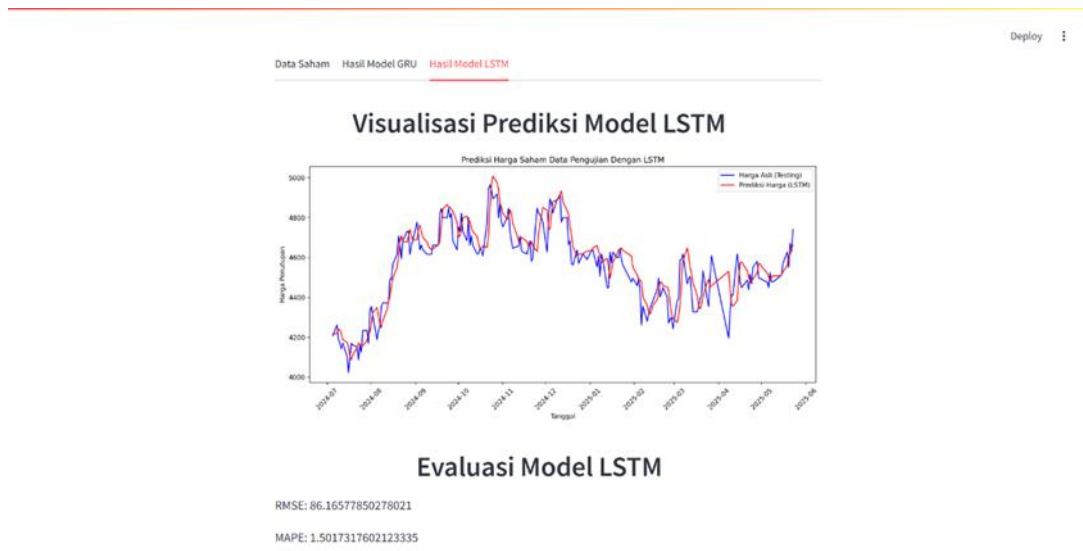 Deploy
Data Saham Hasil Model GRU Hasil Model LSTM
Visualisasi Prediksi Model LSTM
Prediksi Harga Saham Data Pengujian Dengan LSTM
Harga Asli (Testing)
Prediksi Harga (LSTM)
Harga Penutupan
5000
4800
4600
4400
4200
4000
2024-07 2024-08 2024-09 2024-10 2024-11 2024-12 2025-01 2025-02 2025-03 2025-04 2025-05 2025-06
Tanggal
Evaluasi Model LSTM
RMSE: 86.16577850278021
MAPE: 1.5017317602123335